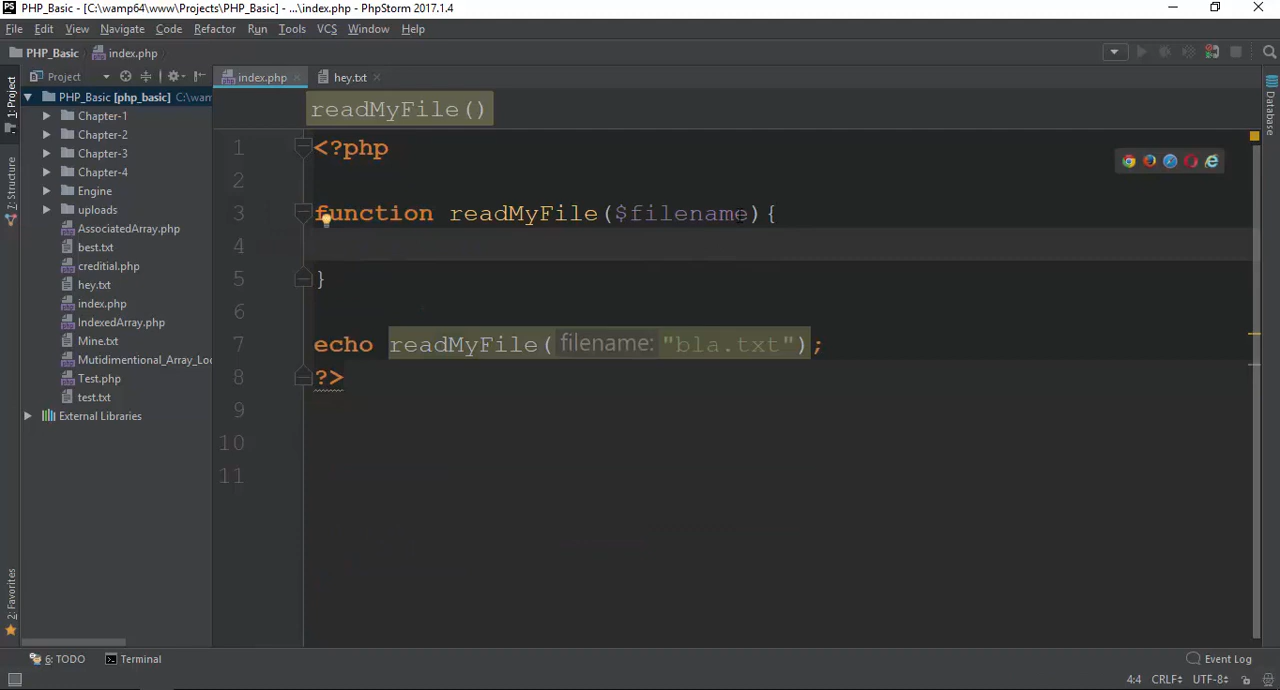 PS PHP_Basic - [C:\wamp64\www\Projects\PHP_Basic] - ...\index.php - PhpStorm 2017.1.4
File Edit View Navigate Code Refactor Run Tools VCS Window Help
PHP_Basic index.php
Project
index.php hey.txt
1: Project
7: Structure
2: Favorites
Database
PHP_Basic [php_basic] C:\wam
Chapter-1
Chapter-2
Chapter-3
Chapter-4
Engine
uploads
AssociatedArray.php
best.txt
creditial.php
hey.txt
index.php
IndexedArray.php
Mine.txt
Mutidimentional_Array_Lo
Test.php
test.txt
External Libraries
readMyFile()
1 <?php
2
3 function readMyFile($filename){
4
5 }
6
7 echo readMyFile( filename: "bla.txt");
8 ?>
9
10
11
6: TODO Terminal Event Log
4:4 CRLF UTF-8